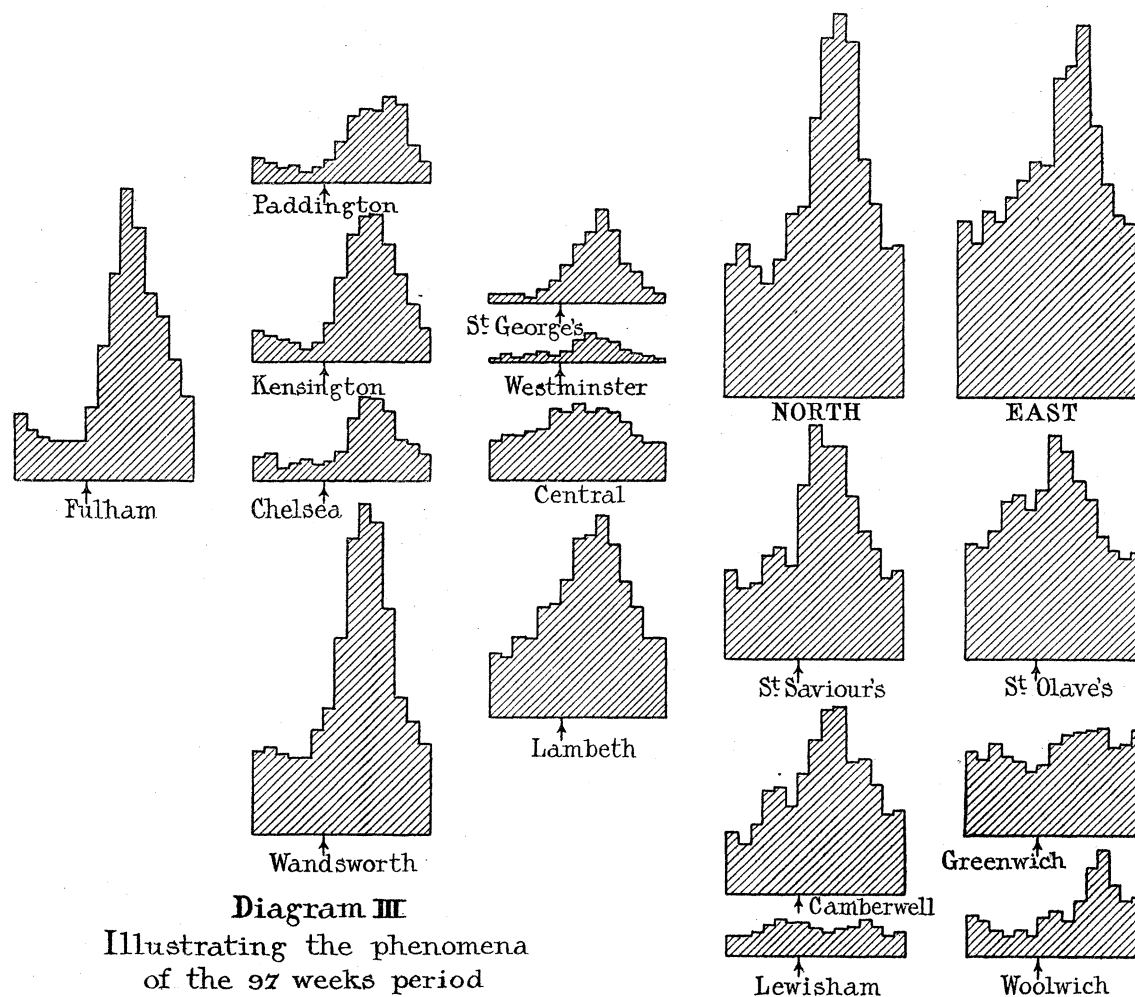 Paddington
Kensington
Fulham
Chelsea
Wandsworth
St. George's
Westminster
Central
Lambeth
NORTH
EAST
St. Saviour's
St. Olave's
Camberwell
Greenwich
Lewisham
Woolwich
Diagram III
Illustrating the phenomena
of the 97 weeks period